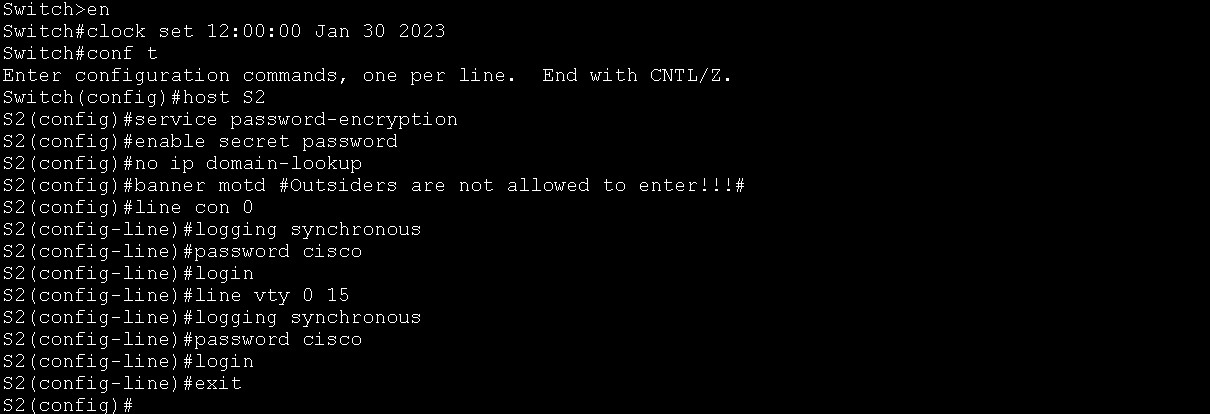 Switch>en
Switch#clock set 12:00:00 Jan 30 2023
Switch#conf t
Enter configuration commands, one per line.  End with CNTL/Z.
Switch(config)#host S2
S2(config)#service password-encryption
S2(config)#enable secret password
S2(config)#no ip domain-lookup
S2(config)#banner motd #Outsiders are not allowed to enter!!!#
S2(config)#line con 0
S2(config-line)#logging synchronous
S2(config-line)#password cisco
S2(config-line)#login
S2(config-line)#line vty 0 15
S2(config-line)#logging synchronous
S2(config-line)#password cisco
S2(config-line)#login
S2(config-line)#exit
S2(config)#